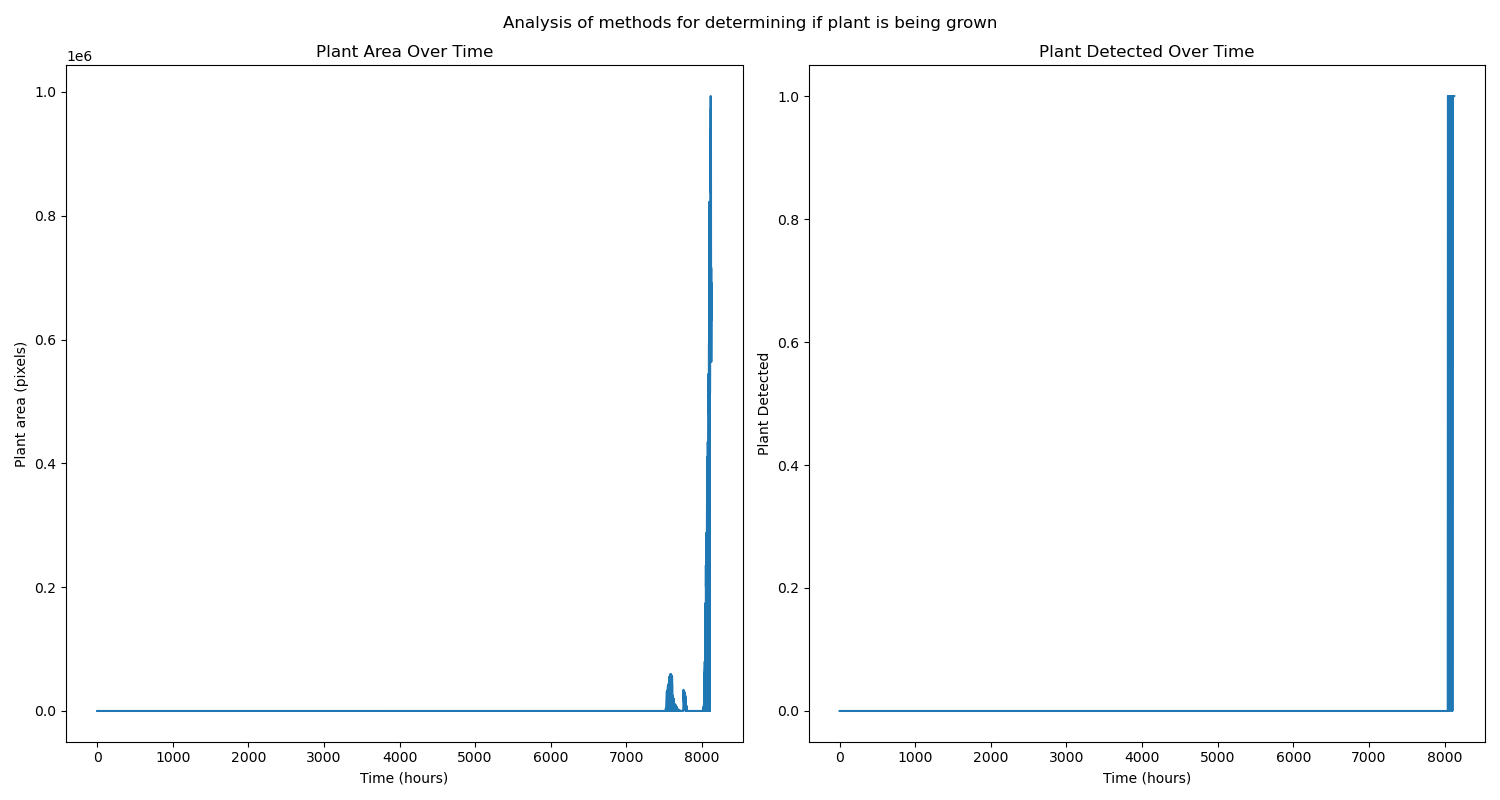 Analysis of methods for determining if plant is being grown
Plant Area Over Time
1e6
1.0
0.8
0.6
0.4
0.2
0.0
Plant area (pixels)
0 1000 2000 3000 4000 5000 6000 7000 8000
Time (hours)
Plant Detected Over Time
1.0
0.8
0.6
0.4
0.2
0.0
Plant Detected
0 1000 2000 3000 4000 5000 6000 7000 8000
Time (hours)